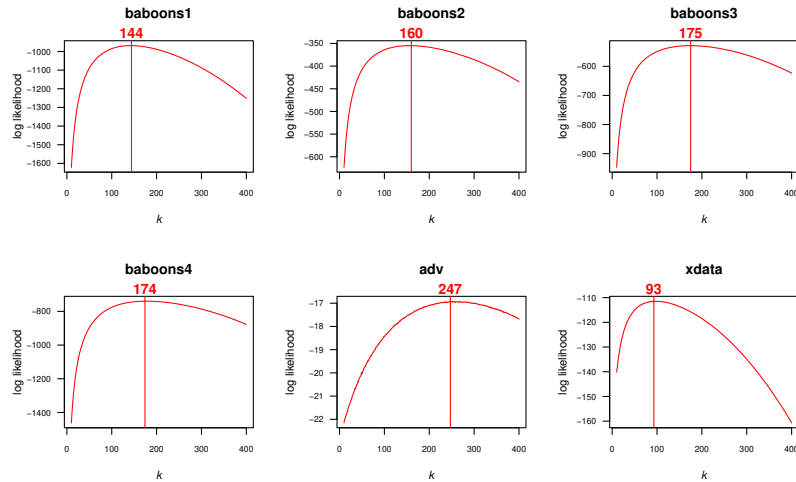 baboons1
144
log likelihood
−1000
−1100
−1200
−1300
−1400
−1500
−1600
0 100 200 300 400
k
baboons2
160
log likelihood
−350
−400
−450
−500
−550
−600
0 100 200 300 400
k
baboons3
175
log likelihood
−600
−700
−800
−900
0 100 200 300 400
k
baboons4
174
log likelihood
−800
−1000
−1200
−1400
0 100 200 300 400
k
adv
247
log likelihood
−17
−18
−19
−20
−21
−22
0 100 200 300 400
k
xdata
93
log likelihood
−110
−120
−130
−140
−150
−160
0 100 200 300 400
k